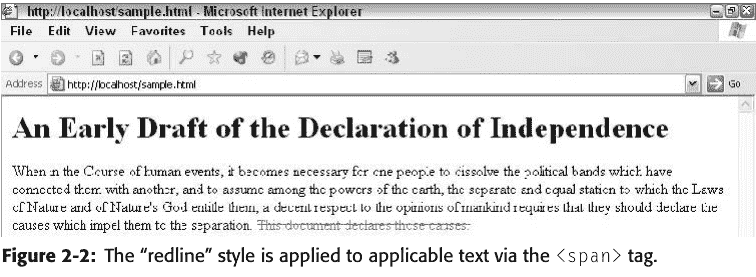 http://localhost/sample.html - Microsoft Internet Explorer
File Edit View Favorites Tools Help
Address http://localhost/sample.html Go
An Early Draft of the Declaration of Independence
When in the Course of human events, it becomes necessary for one people to dissolve the political bands which have
connected them with another, and to assume among the powers of the earth, the separate and equal station to which the Laws
of Nature and of Nature's God entitle them, a decent respect to the opinions of mankind requires that they should declare the
causes which impel them to the separation. This document declares those causes.
Figure 2-2: The “redline” style is applied to applicable text via the <span> tag.